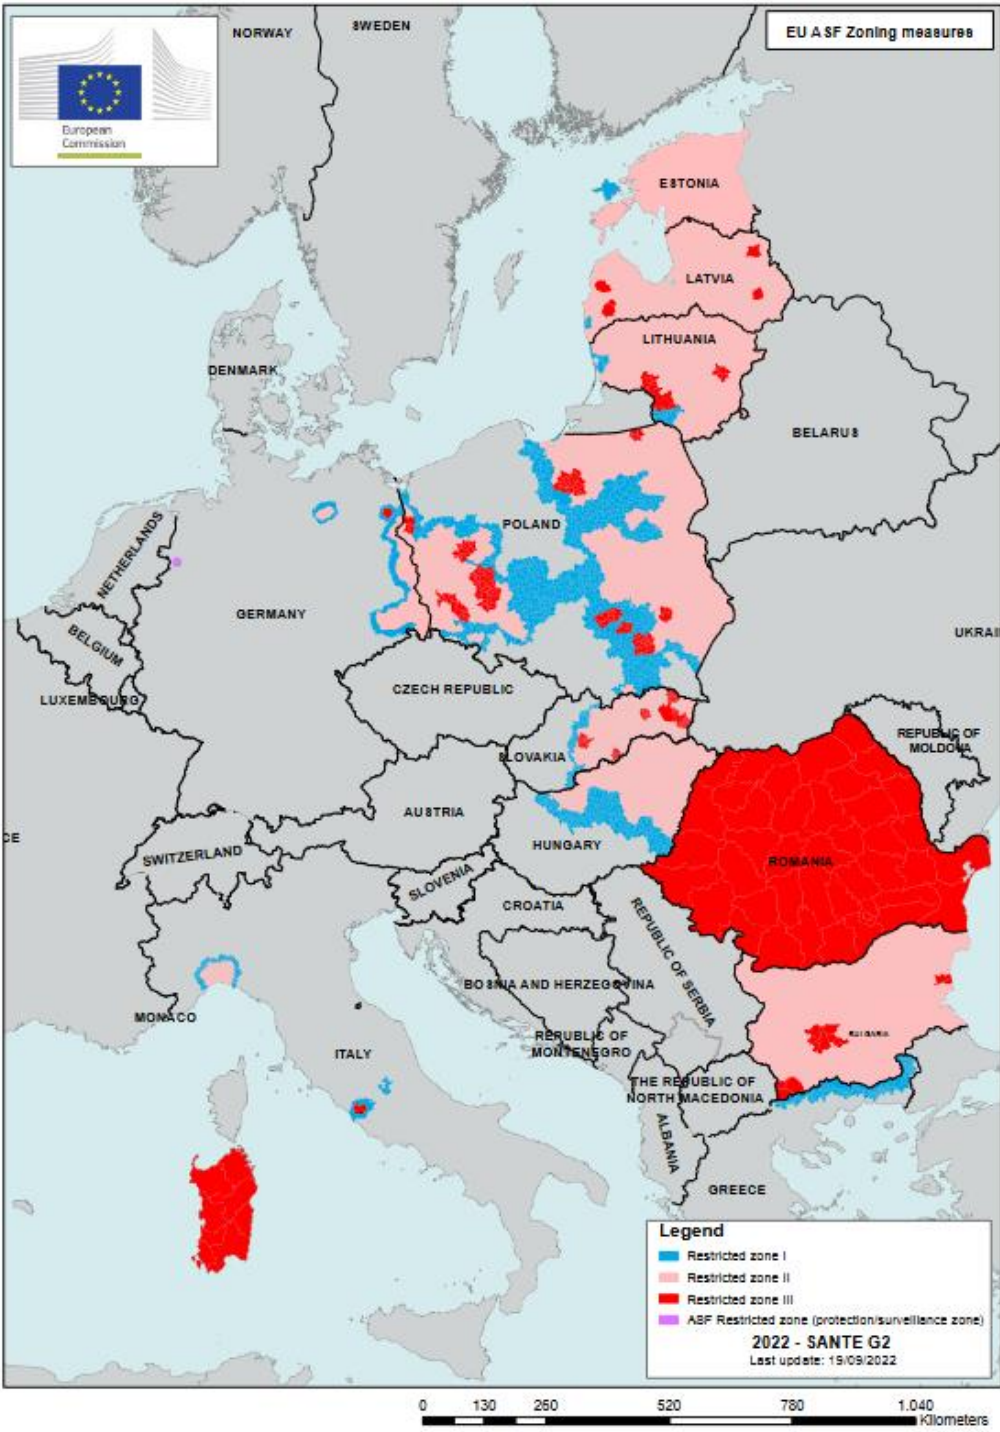 NORWAY
SWEDEN
EU ASF Zoning measures
European
Commission
ESTONIA
LATVIA
LITHUANIA
DENMARK
BELARUS
NETHERLANDS
POLAND
GERMANY
BELGIUM
UKRAI
LUXEMBOURG
CZECH REPUBLIC
REPUBLIC OF
MOLDOVA
SLOVAKIA
AUSTRIA
CE
HUNGARY
SWITZERLAND
ROMANIA
SLOVENIA
CROATIA
REPUBLIC OF SERBIA
BOSNIA AND HERZEGOVINA
MONACO
BULGARIA
REPUBLIC OF
MONTENEGRO
ITALY
THE REPUBLIC OF
NORTH MACEDONIA
ALBANIA
GREECE
Legend
Restricted zone I
Restricted zone II
Restricted zone III
ASF Restricted zone (protection/surveillance zone)
2022 - SANTE G2
Last update: 19/09/2022
0 130 260 520 780 1.040
Kilometers